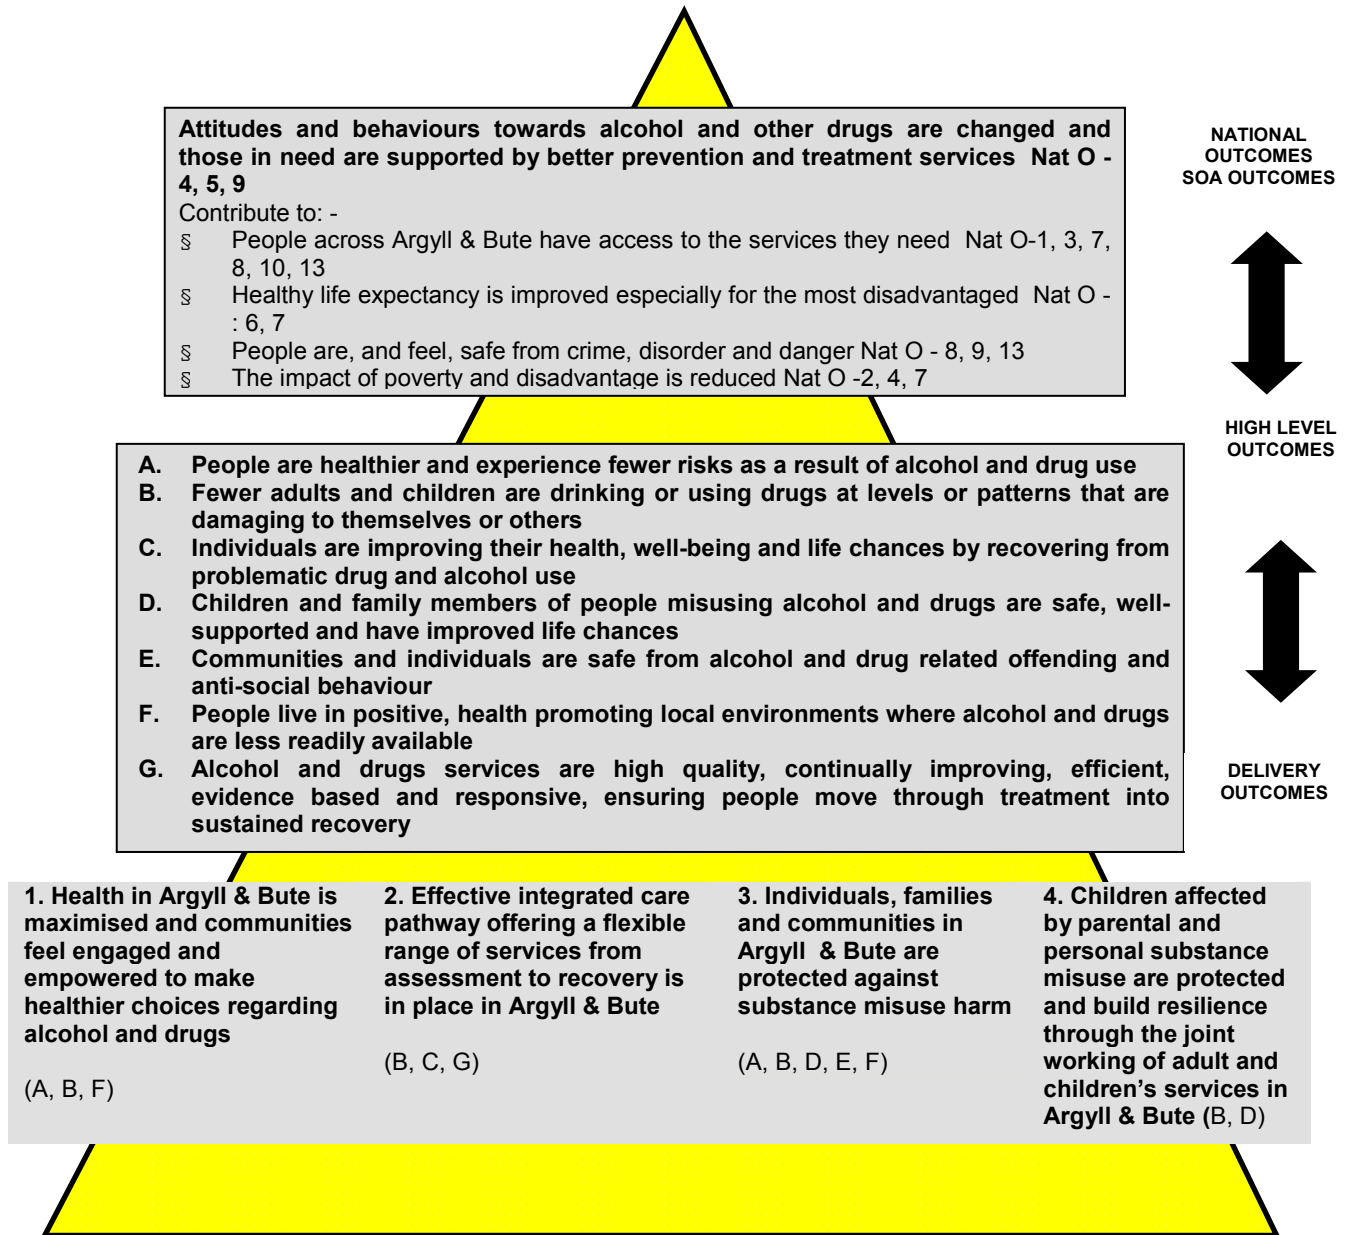 Attitudes and behaviours towards alcohol and other drugs are changed and
those in need are supported by better prevention and treatment services Nat O -
4, 5, 9
Contribute to: -
§ People across Argyll & Bute have access to the services they need Nat O-1, 3, 7,
8, 10, 13
§ Healthy life expectancy is improved especially for the most disadvantaged Nat O -
: 6, 7
§ People are, and feel, safe from crime, disorder and danger Nat O - 8, 9, 13
§ The impact of poverty and disadvantage is reduced Nat O -2, 4, 7
NATIONAL
OUTCOMES
SOA OUTCOMES
HIGH LEVEL
OUTCOMES
A. People are healthier and experience fewer risks as a result of alcohol and drug use
B. Fewer adults and children are drinking or using drugs at levels or patterns that are
damaging to themselves or others
C. Individuals are improving their health, well-being and life chances by recovering from
problematic drug and alcohol use
D. Children and family members of people misusing alcohol and drugs are safe, well-
supported and have improved life chances
E. Communities and individuals are safe from alcohol and drug related offending and
anti-social behaviour
F. People live in positive, health promoting local environments where alcohol and drugs
are less readily available
G. Alcohol and drugs services are high quality, continually improving, efficient,
evidence based and responsive, ensuring people move through treatment into
sustained recovery
DELIVERY
OUTCOMES
1. Health in Argyll & Bute is
maximised and communities
feel engaged and
empowered to make
healthier choices regarding
alcohol and drugs
(A, B, F)
2. Effective integrated care
pathway offering a flexible
range of services from
assessment to recovery is
in place in Argyll & Bute
(B, C, G)
3. Individuals, families
and communities in
Argyll & Bute are
protected against
substance misuse harm
(A, B, D, E, F)
4. Children affected
by parental and
personal substance
misuse are protected
and build resilience
through the joint
working of adult and
children's services in
Argyll & Bute (B, D)